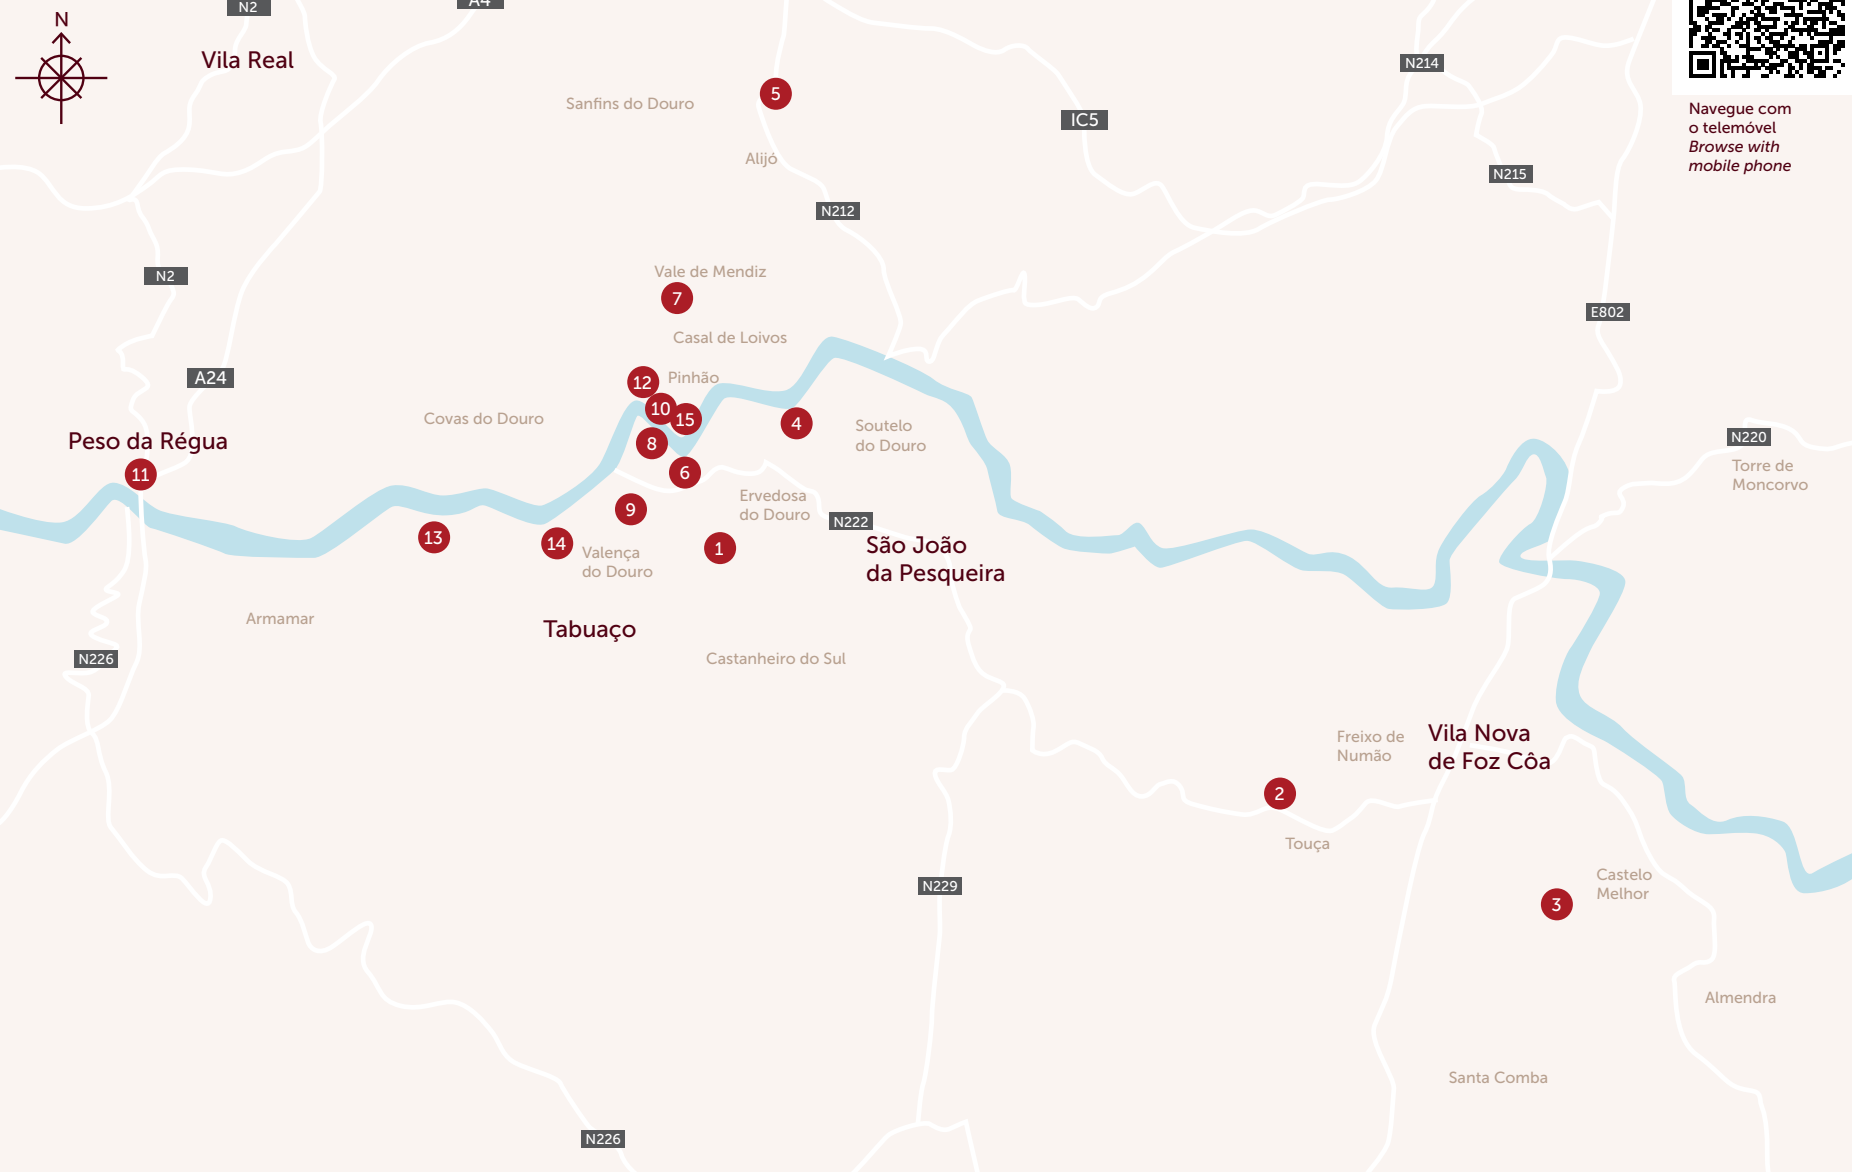 N2
A4
N
Vila Real
N214
Sanfins do Douro
5
IC5
Navegue com
o telemóvel
Browse with
mobile phone
Alijó
N215
N212
Vale de Mendiz
N2
7
E802
Casal de Loivos
A24
12
Pinhão
10
15
4
Covas do Douro
Soutelo
do Douro
Peso da Régua
8
N220
11
6
Torre de
Moncorvo
Ervedosa
do Douro
9
N222
13
14
1
São João
da Pesqueira
Valença
do Douro
Armamar
Tabuaço
N226
Castanheiro do Sul
Freixo de
Numão
Vila Nova
de Foz Côa
2
Touça
N229
Castelo
Melhor
3
Almendra
Santa Comba
N226